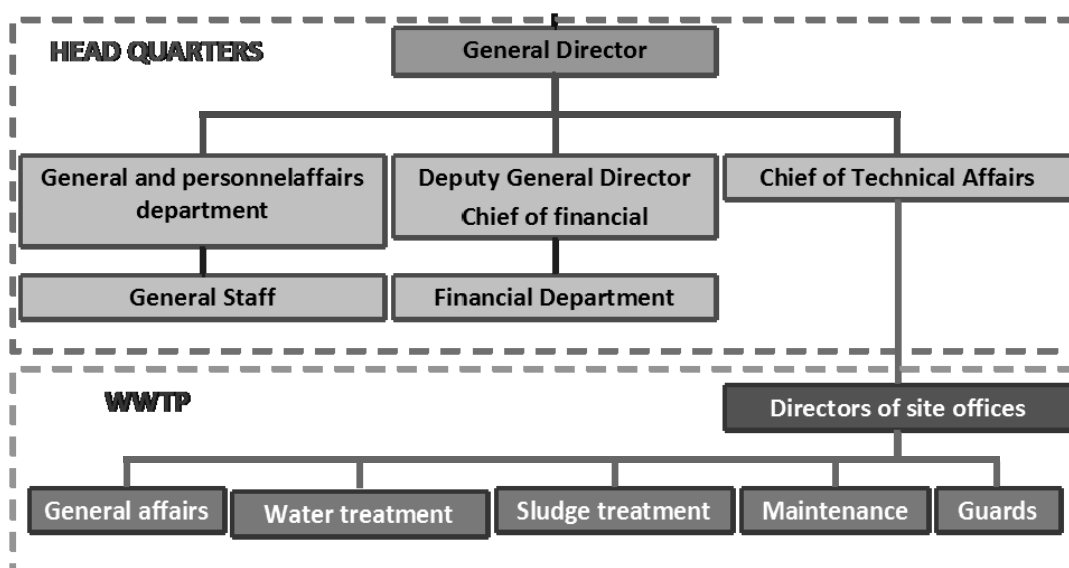 HEAD QUARTERS
General Director
General and personnelaffairs
department
Deputy General Director
Chief of financial
Chief of Technical Affairs
General Staff
Financial Department
WWTP
Directors of site offices
General affairs
Water treatment
Sludge treatment
Maintenance
Guards